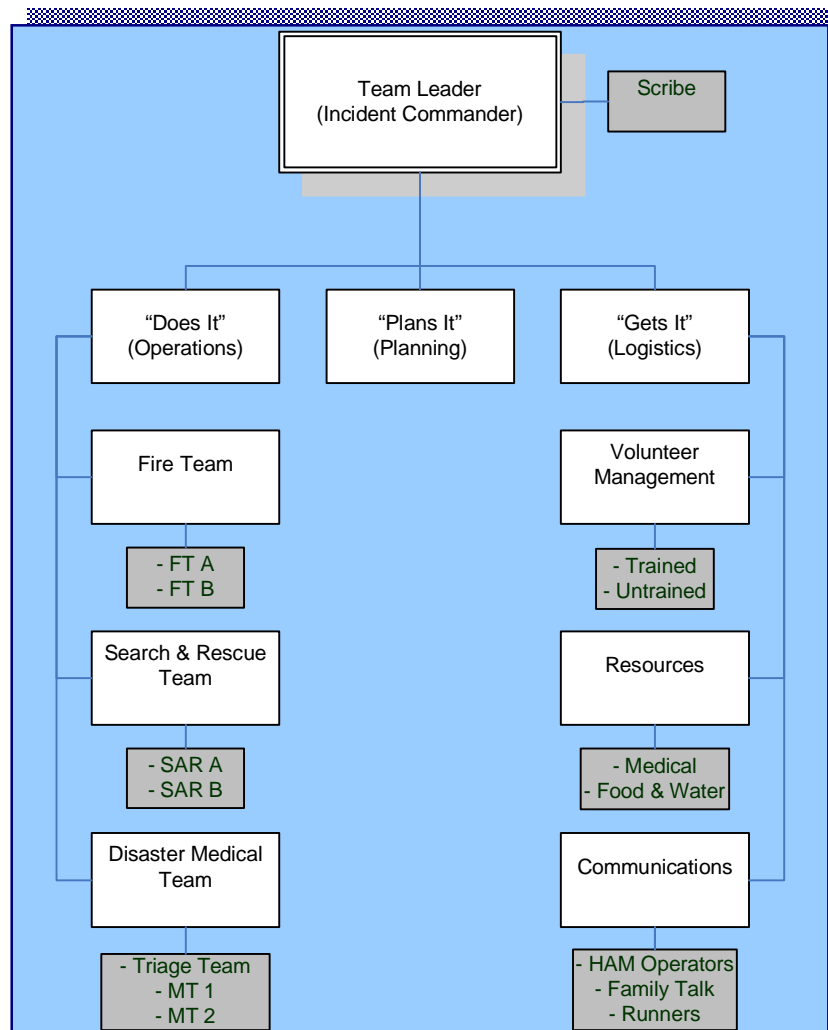 Team Leader
(Incident Commander)
Scribe
“Does It”
(Operations)
“Plans It”
(Planning)
“Gets It”
(Logistics)
Fire Team
- FT A
- FT B
Volunteer
Management
- Trained
- Untrained
Search & Rescue
Team
- SAR A
- SAR B
Resources
- Medical
- Food & Water
Disaster Medical
Team
- Triage Team
- MT 1
- MT 2
Communications
- HAM Operators
- Family Talk
- Runners